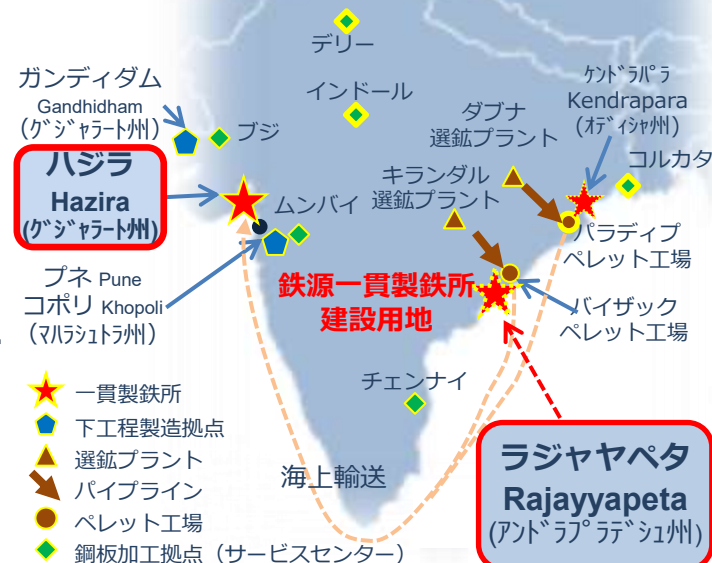 デリー
ガンディダム
Gandhidham
(ｸﾞｼﾞｬﾗｰﾄ州)
ブジ
インドール
ダブナ
選鉱プラント
ｹﾝﾄﾞﾗﾊﾟﾗ
Kendrapara
(ｵﾃﾞｨｼｬ州)
コルカタ
ハジラ
Hazira
(ｸﾞｼﾞｬﾗｰﾄ州)
ムンバイ
キランダル
選鉱プラント
パラディプ
ペレット工場
プネ Pune
コポリ Khopoli
(ﾏﾊﾗｼｭﾄﾗ州)
鉄源一貫製鉄所
建設用地
バイザック
ペレット工場
チェンナイ
海上輸送
ラジャヤペタ
Rajayyapeta
(ｱﾝﾄﾞﾗﾌﾟﾗﾃﾞｼｭ州)
一貫製鉄所
下工程製造拠点
選鉱プラント
パイプライン
ペレット工場
鋼板加工拠点（サービスセンター）